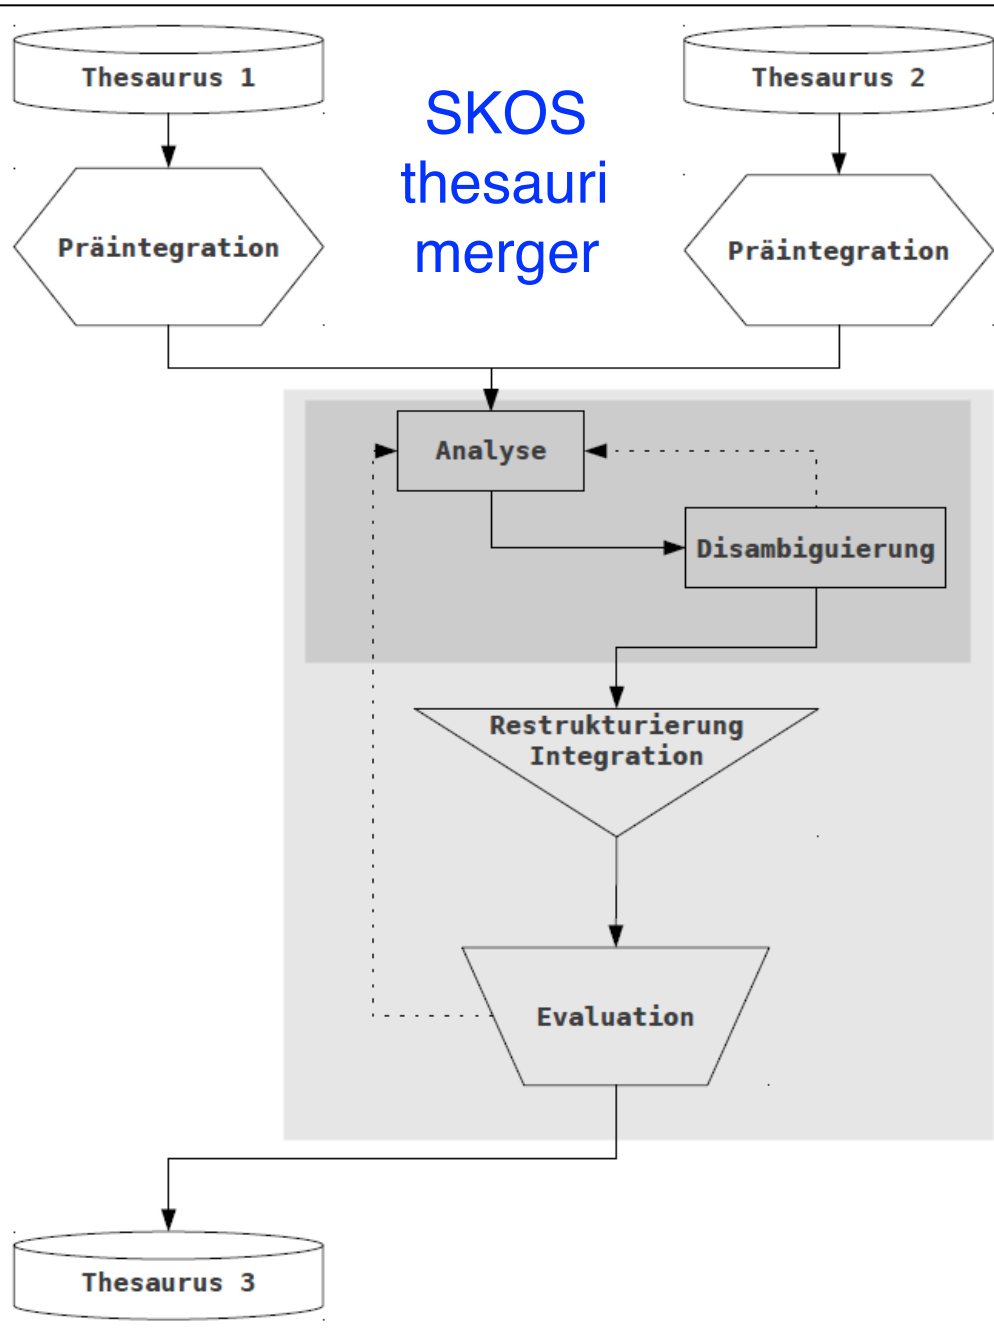 Thesaurus 1
Thesaurus 2
SKOS
thesauri
merger
Präintegration
Präintegration
Analyse
Disambiguierung
Restrukturierung
Integration
Evaluation
Thesaurus 3